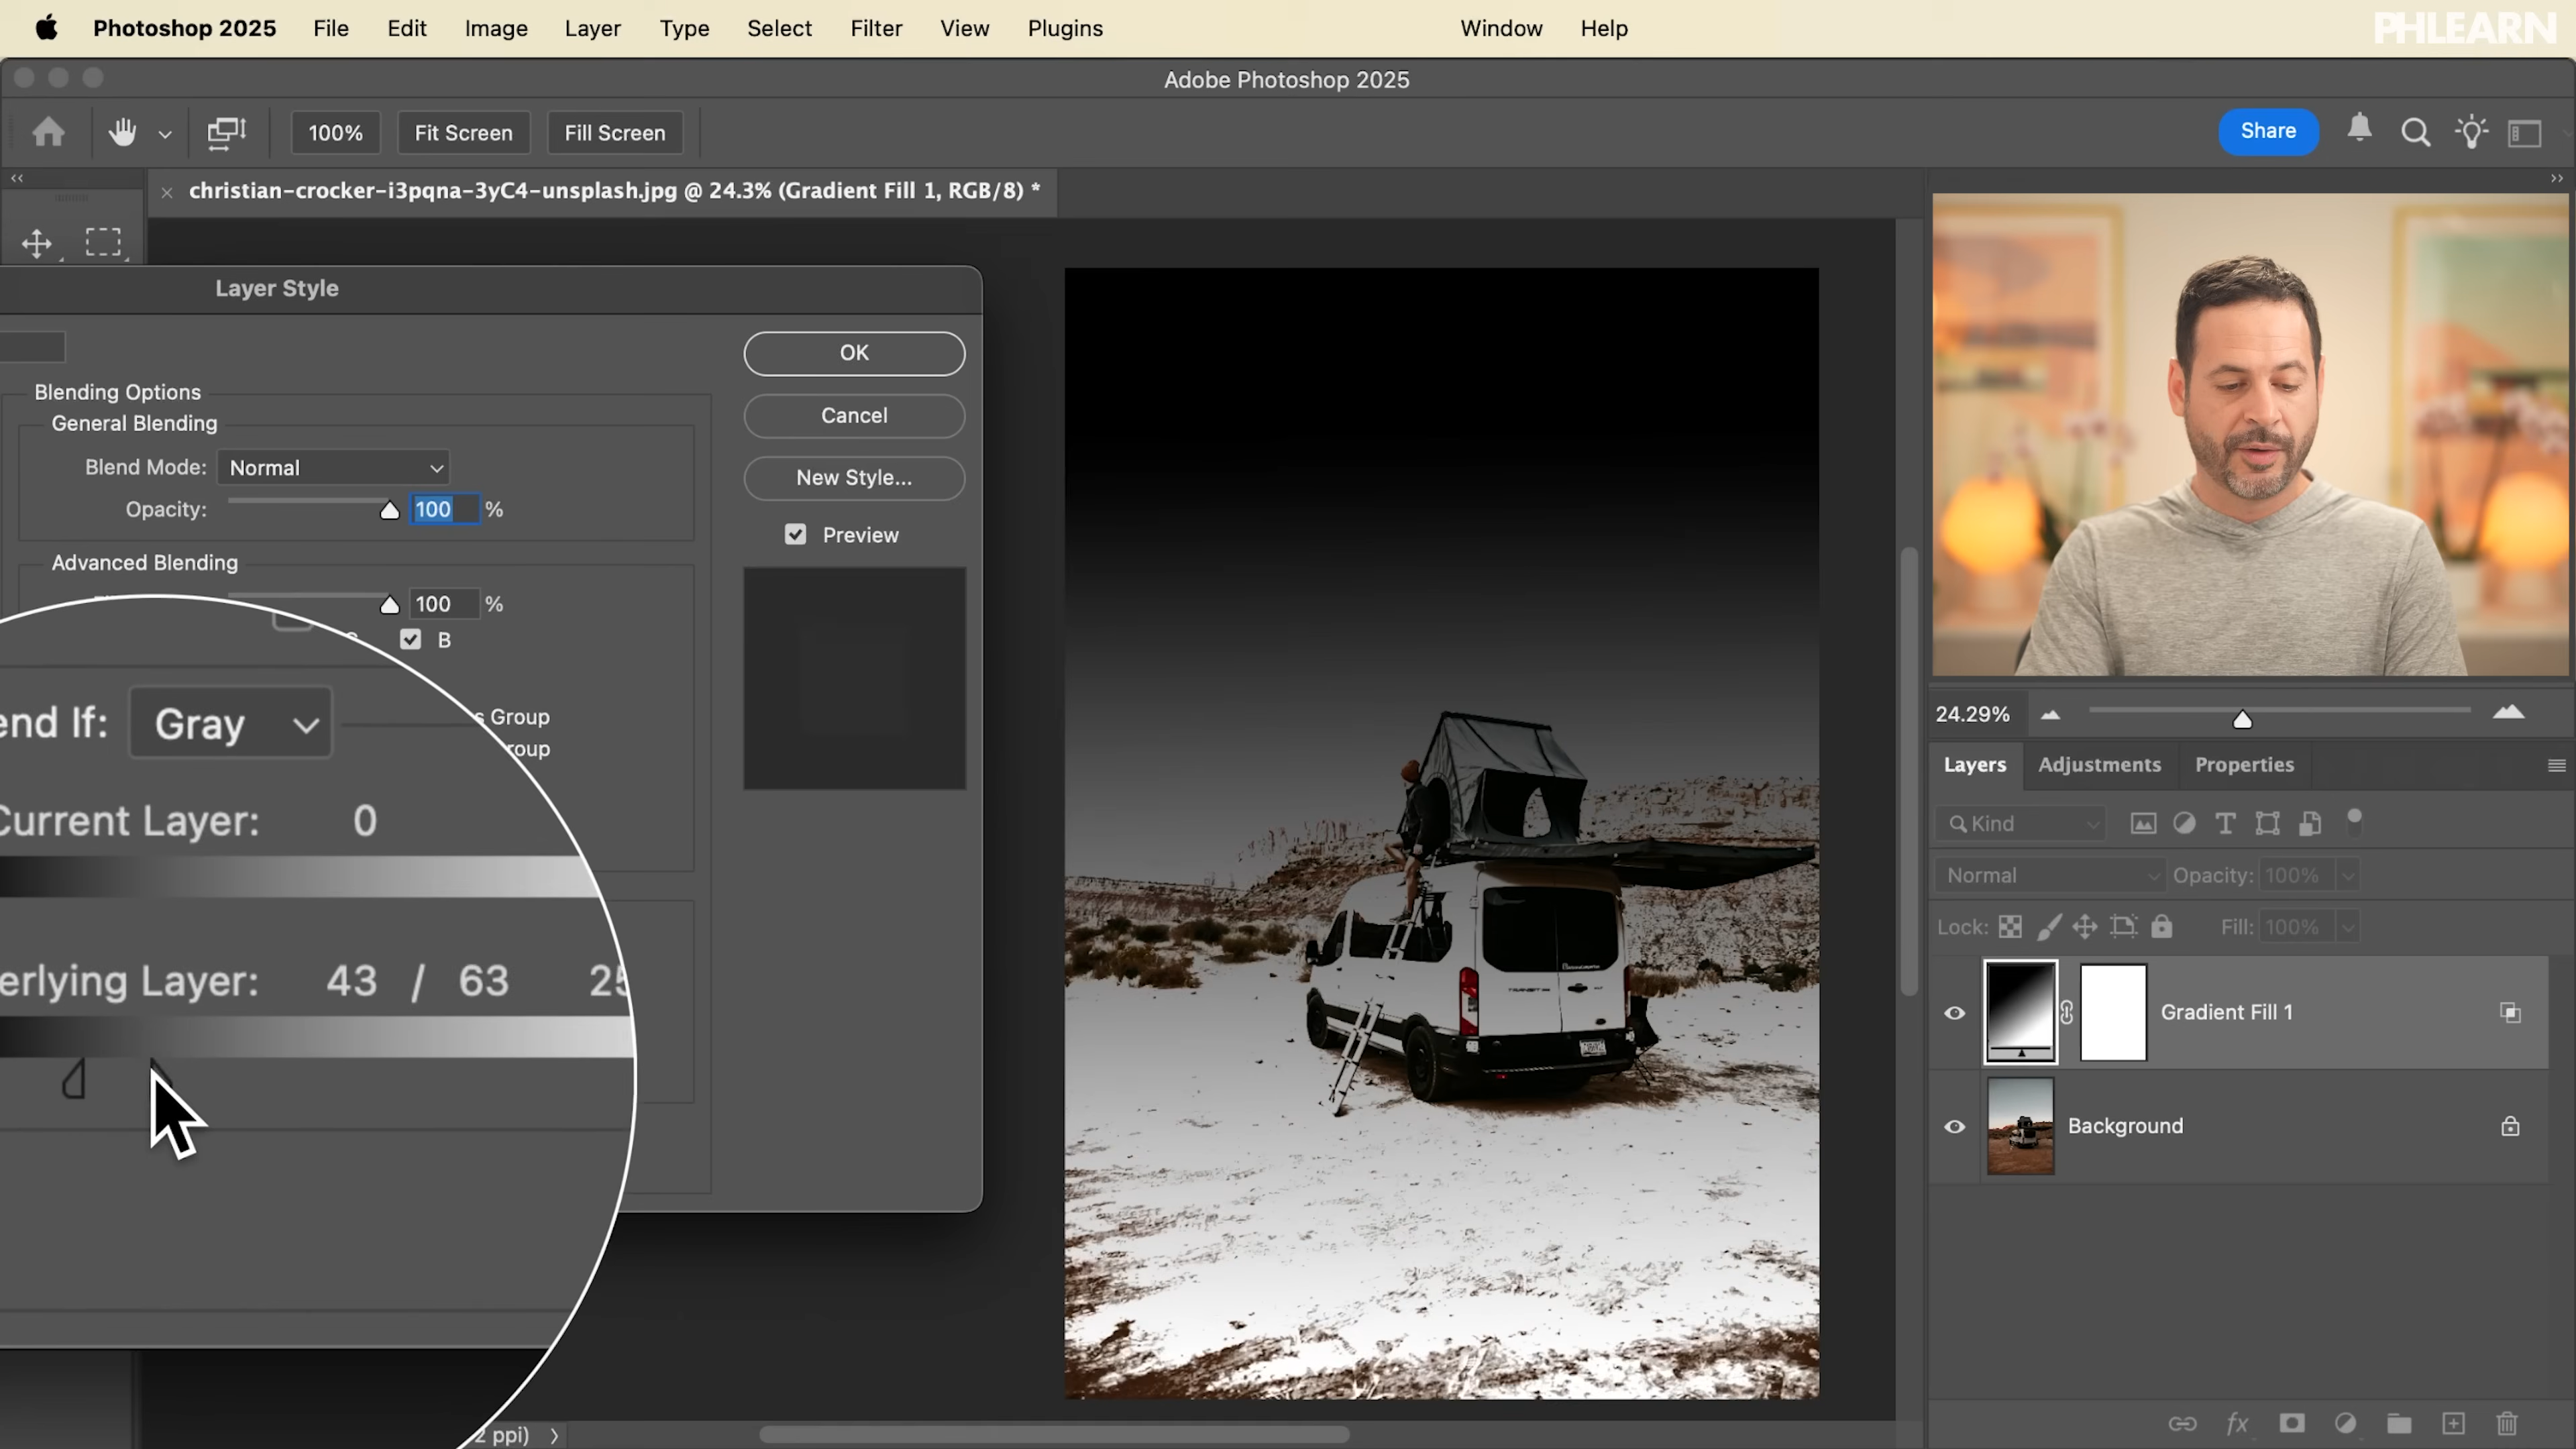 Photoshop 2025 File Edit Image Layer Type Select Filter View Plugins Window Help
PHLEARN
Adobe Photoshop 2025
100% Fit Screen Fill Screen
Share
christian-crocker-i3pqna-3yC4-unsplash.jpg @ 24.3% (Gradient Fill 1, RGB/8) *
Layer Style
Blending Options
General Blending
Blend Mode: Normal
Opacity: 100 %
Advanced Blending
100 %
B
end If: Gray
s Group
roup
Current Layer: 0
erlying Layer: 43 / 63 25
OK
Cancel
New Style...
Preview
2 ppi)
24.29%
Layers Adjustments Properties
Kind
Normal Opacity: 100%
Lock: Fill: 100%
Gradient Fill 1
Background
fx